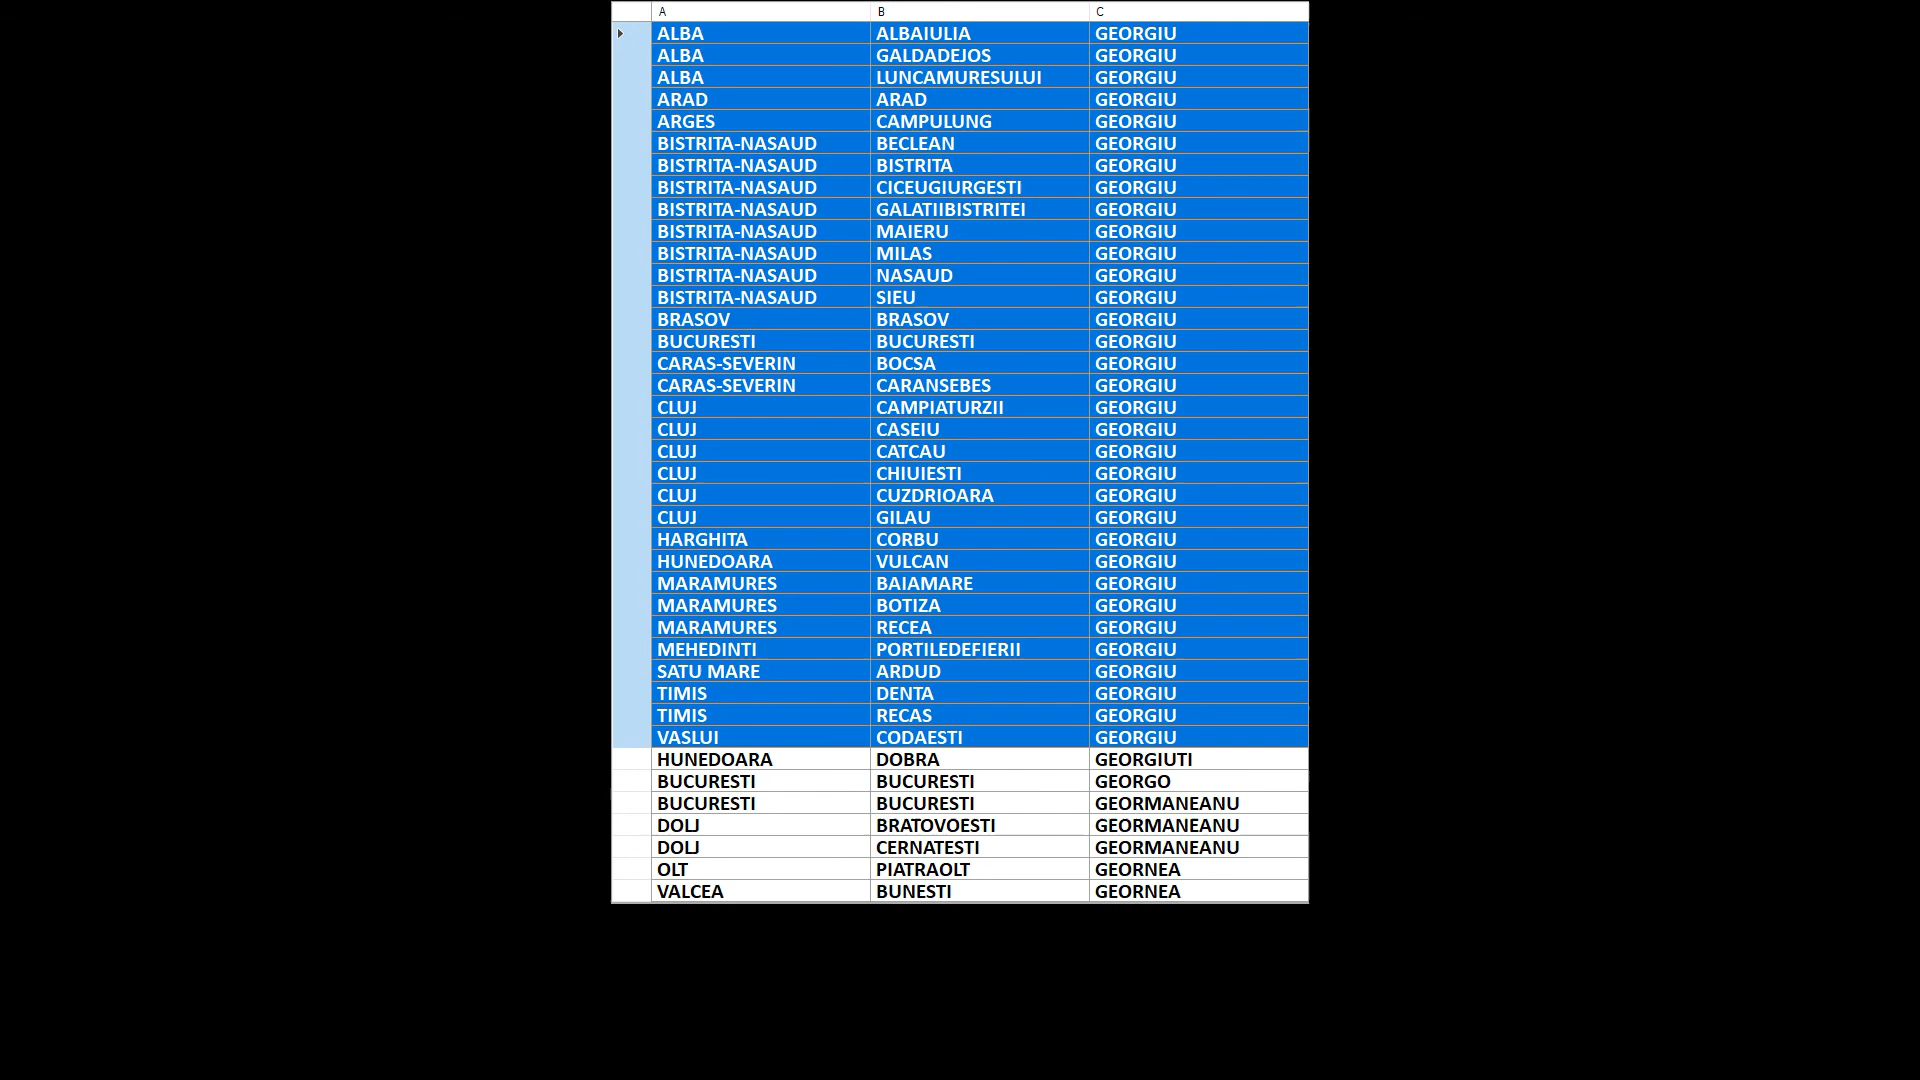 A B C
ALBA ALBAIULIA GEORGIU
ALBA GALDADEJOS GEORGIU
ALBA LUNCAMURESULUI GEORGIU
ARAD ARAD GEORGIU
ARGES CAMPULUNG GEORGIU
BISTRITA-NASAUD BECLEAN GEORGIU
BISTRITA-NASAUD BISTRITA GEORGIU
BISTRITA-NASAUD CICEUGIURGESTI GEORGIU
BISTRITA-NASAUD GALATIIBISTRITEI GEORGIU
BISTRITA-NASAUD MAIERU GEORGIU
BISTRITA-NASAUD MILAS GEORGIU
BISTRITA-NASAUD NASAUD GEORGIU
BISTRITA-NASAUD SIEU GEORGIU
BRASOV BRASOV GEORGIU
BUCURESTI BUCURESTI GEORGIU
CARAS-SEVERIN BOCSA GEORGIU
CARAS-SEVERIN CARANSEBES GEORGIU
CLUJ CAMPIATURZII GEORGIU
CLUJ CASEIU GEORGIU
CLUJ CATCAU GEORGIU
CLUJ CHIUIESTI GEORGIU
CLUJ CUZDRIOARA GEORGIU
CLUJ GILAU GEORGIU
HARGHITA CORBU GEORGIU
HUNEDOARA VULCAN GEORGIU
MARAMURES BAIAMARE GEORGIU
MARAMURES BOTIZA GEORGIU
MARAMURES RECEA GEORGIU
MEHEDINTI PORTILEDEFIERII GEORGIU
SATU MARE ARDUD GEORGIU
TIMIS DENTA GEORGIU
TIMIS RECAS GEORGIU
VASLUI CODAESTI GEORGIU
HUNEDOARA DOBRA GEORGIUTI
BUCURESTI BUCURESTI GEORGO
BUCURESTI BUCURESTI GEORMANEANU
DOLJ BRATOVOESTI GEORMANEANU
DOLJ CERNATESTI GEORMANEANU
OLT PIATRAOLT GEORNEA
VALCEA BUNESTI GEORNEA